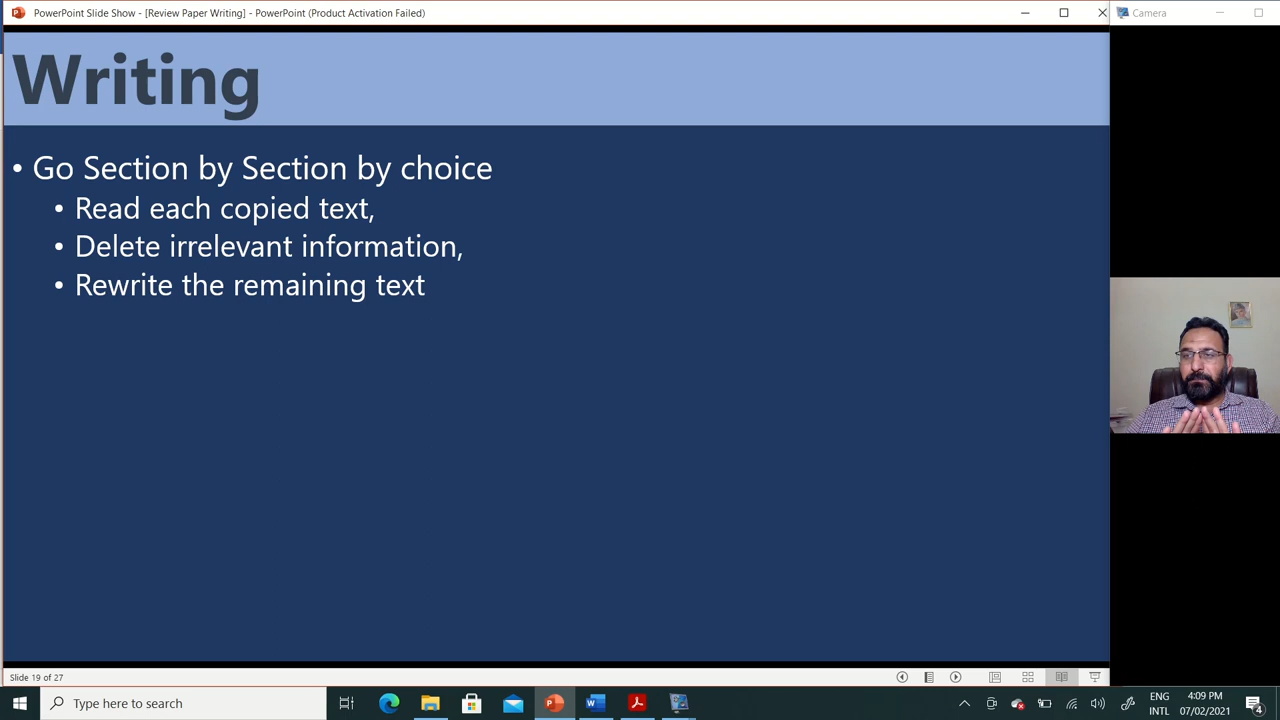 PowerPoint Slide Show - [Review Paper Writing] - PowerPoint (Product Activation Failed)
Camera
Writing
• Go Section by Section by choice
• Read each copied text,
• Delete irrelevant information,
• Rewrite the remaining text
Slide 19 of 27
Type here to search
ENG
INTL
4:09 PM
07/02/2021
4